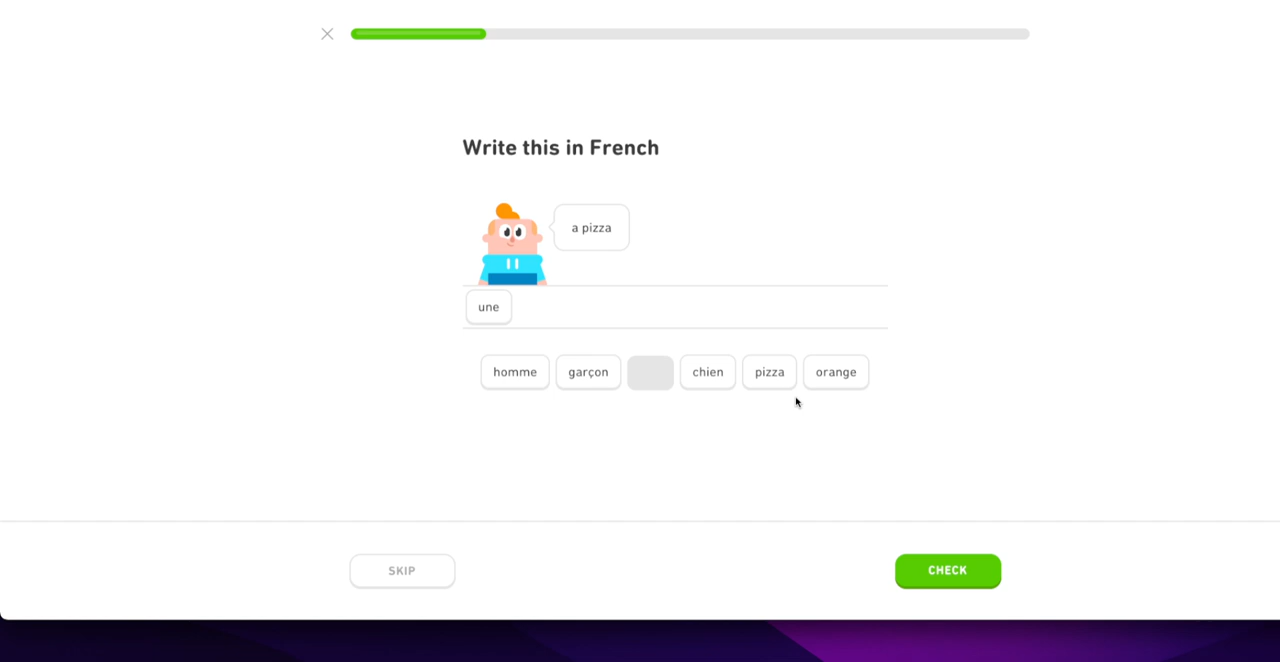 Write this in French
a pizza
une
homme garçon chien pizza orange
SKIP CHECK